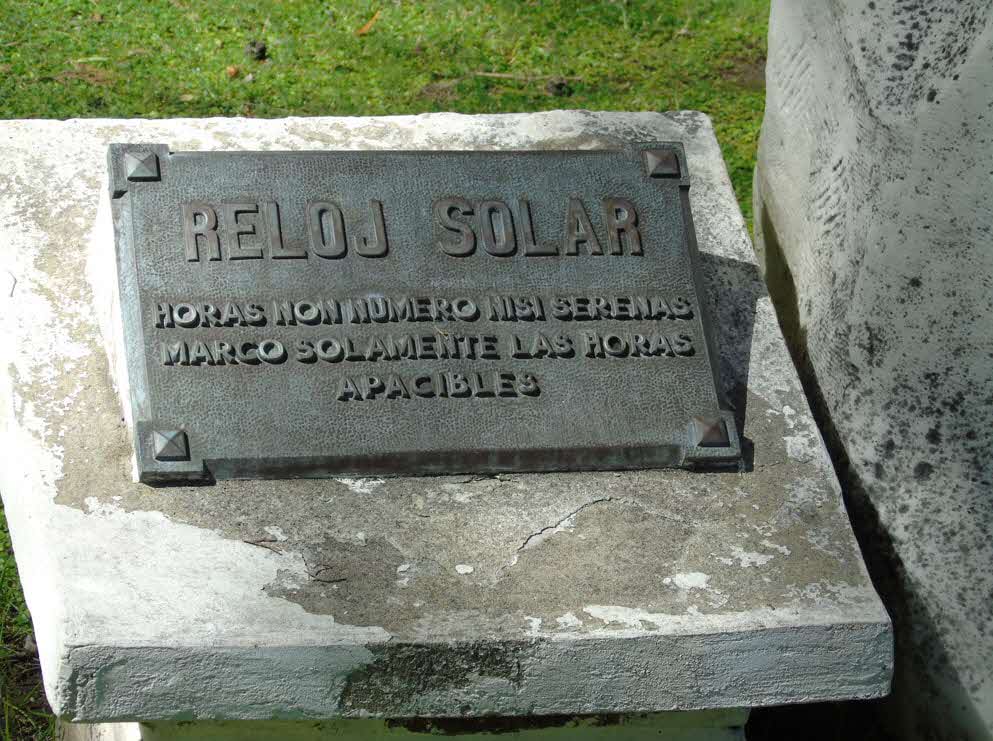 RELOJ SOLAR
HORAS NON NUMERO NISI SERENAS
MARCO SOLAMENTE LAS HORAS
APACIBLES